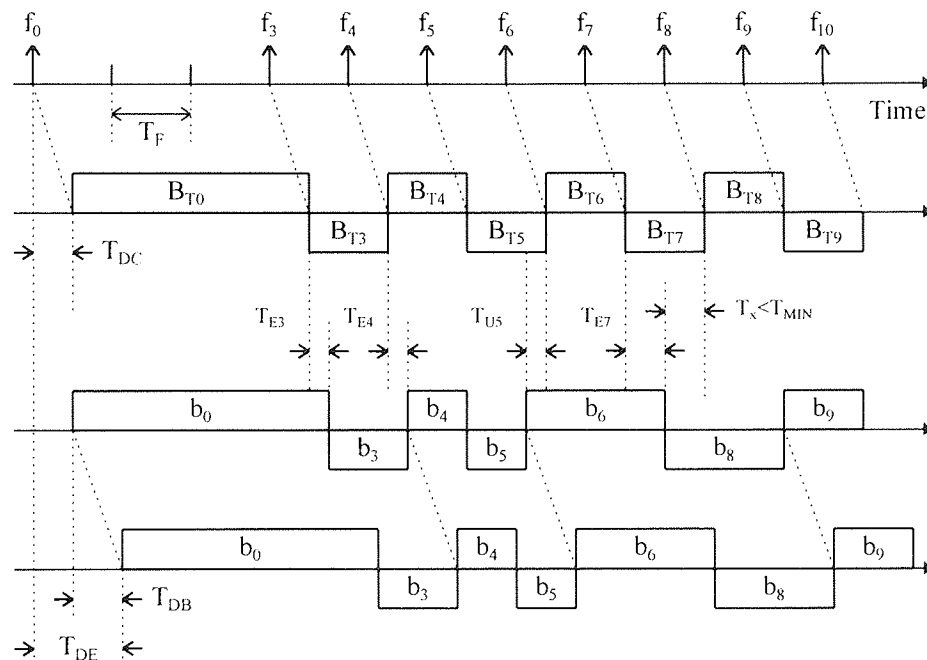 f0 f3 f4 f5 f6 f7 f8 f9 f10
Time
TF
BT0 BT4 BT6 BT8
BT3 BT5 BT7 BT9
TDC
TE3 TE4 TU5 TE7 Tx<TMIN
b0 b4 b6 b9
b3 b5 b8
b0 b4 b6 b9
b3 b5 b8
TDB
TDE